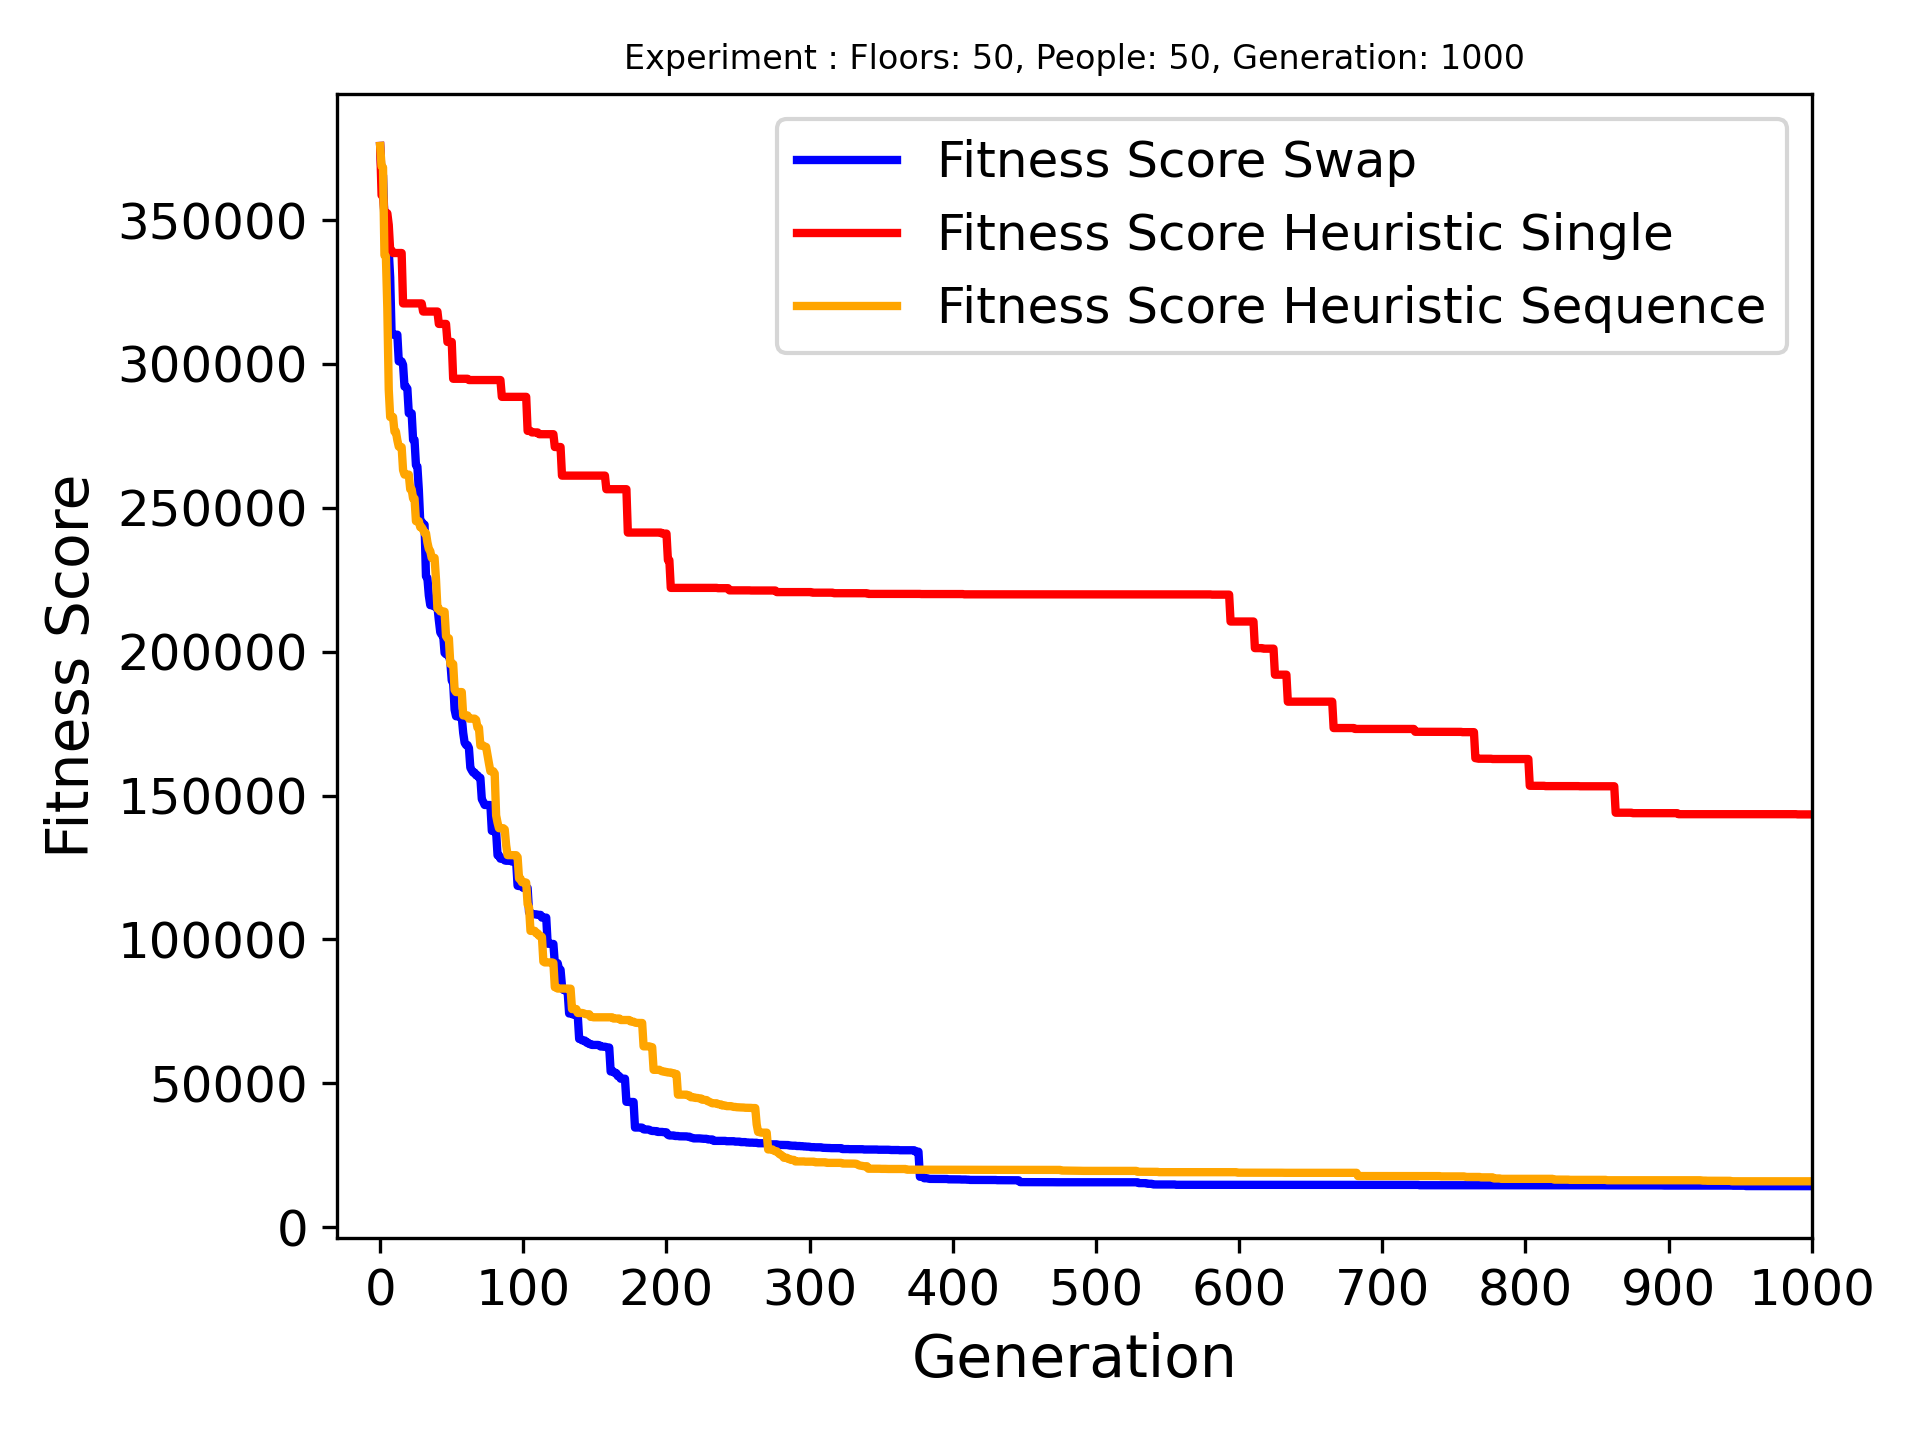 Experiment : Floors: 50, People: 50, Generation: 1000
Fitness Score Swap
Fitness Score Heuristic Single
Fitness Score Heuristic Sequence
Fitness Score
350000
300000
250000
200000
150000
100000
50000
0
0 100 200 300 400 500 600 700 800 900 1000
Generation